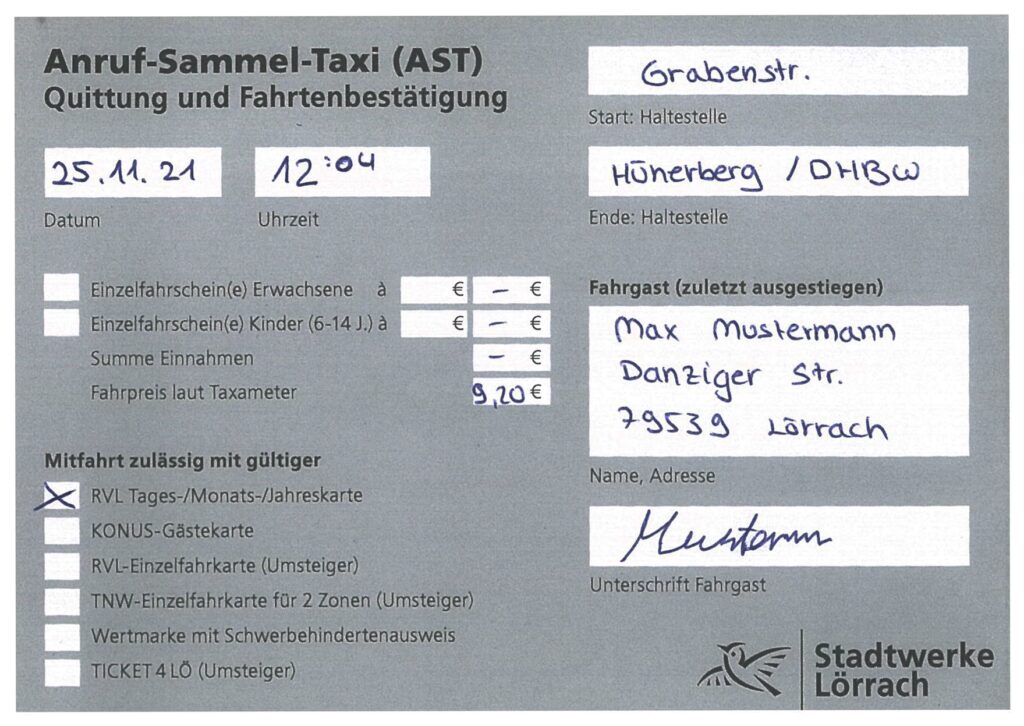 Anruf-Sammel-Taxi (AST)
Quittung und Fahrtenbestätigung
25.11.21
Datum
12:04
Uhrzeit
Grabenstr.
Start: Haltestelle
Hünerberg / DHBW
Ende: Haltestelle
Einzelfahrschein(e) Erwachsene à € – €
Einzelfahrschein(e) Kinder (6-14 J.) à € – €
Summe Einnahmen – €
Fahrpreis laut Taxameter 9,20 €
Mitfahrt zulässig mit gültiger
X RVL Tages-/Monats-/Jahreskarte
KONUS-Gästekarte
RVL-Einzelfahrkarte (Umsteiger)
TNW-Einzelfahrkarte für 2 Zonen (Umsteiger)
Wertmarke mit Schwerbehindertenausweis
TICKET 4 LÖ (Umsteiger)
Fahrgast (zuletzt ausgestiegen)
Max Mustermann
Danziger Str.
79539 Lörrach
Name, Adresse
Unterschrift Fahrgast
Stadtwerke
Lörrach